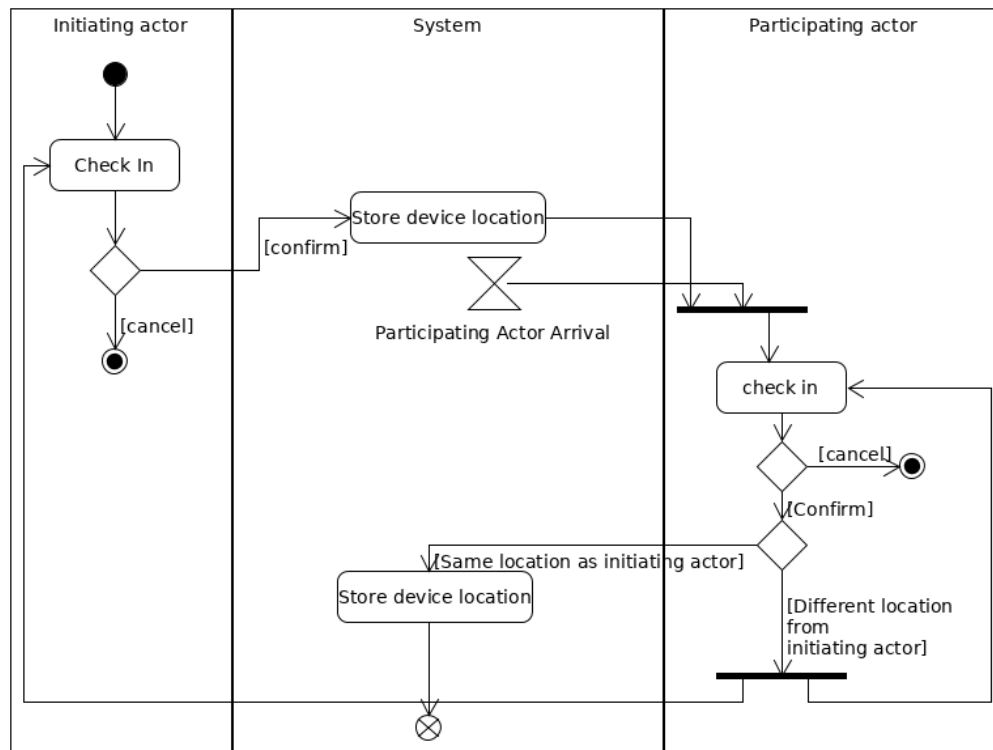 Initiating actor
System
Participating actor
Check In
Store device location
[confirm]
[cancel]
Participating Actor Arrival
check in
[cancel]
[Confirm]
[Same location as initiating actor]
Store device location
[Different location
from
initiating actor]